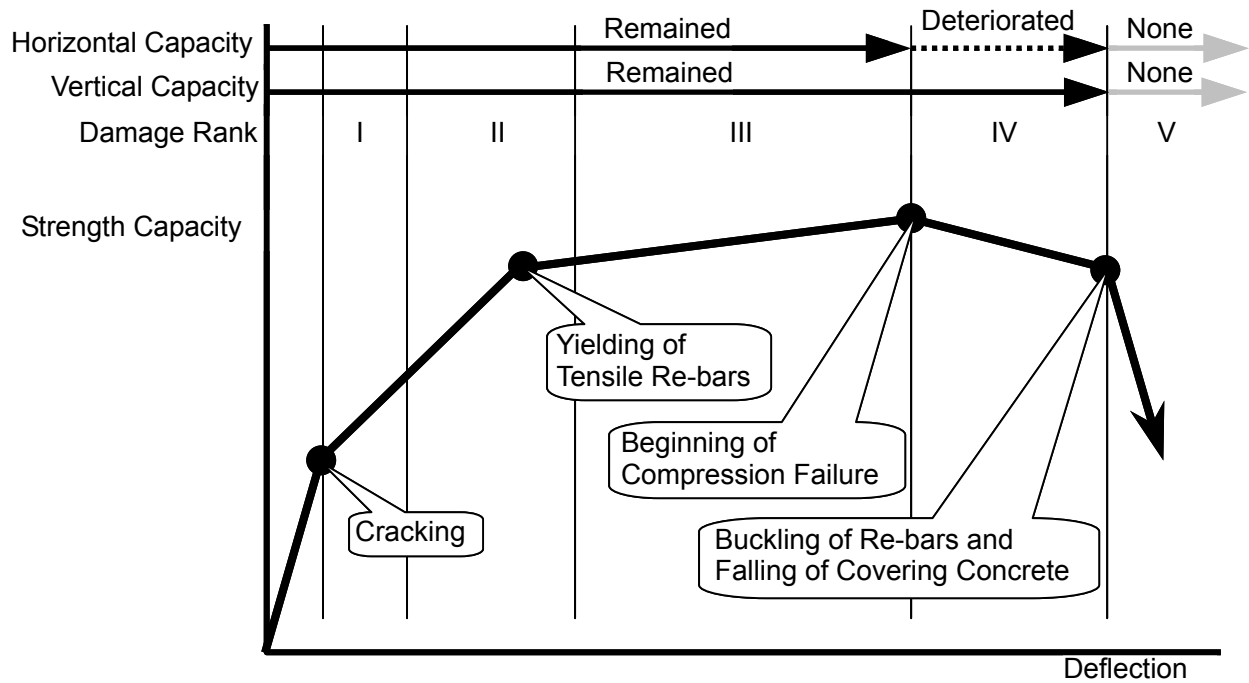 Deteriorated
Horizontal Capacity
Remained
None
Vertical Capacity
Remained
None
Damage Rank
I
II
III
IV
V
Strength Capacity
Yielding of
Tensile Re-bars
Beginning of
Compression Failure
Cracking
Buckling of Re-bars and
Falling of Covering Concrete
Deflection